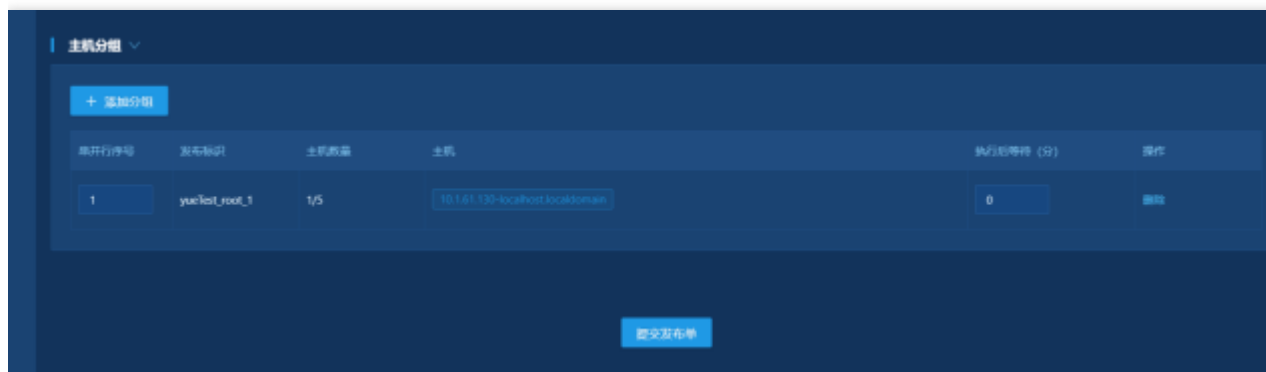 主机分组
+ 添加分组
串并行序号 发布标识 主机数量 主机 执行后等待（分） 操作
1 yueTest_root_1 1/5 10.1.61.130-localhost.localdomain 0 删除
提交发布单